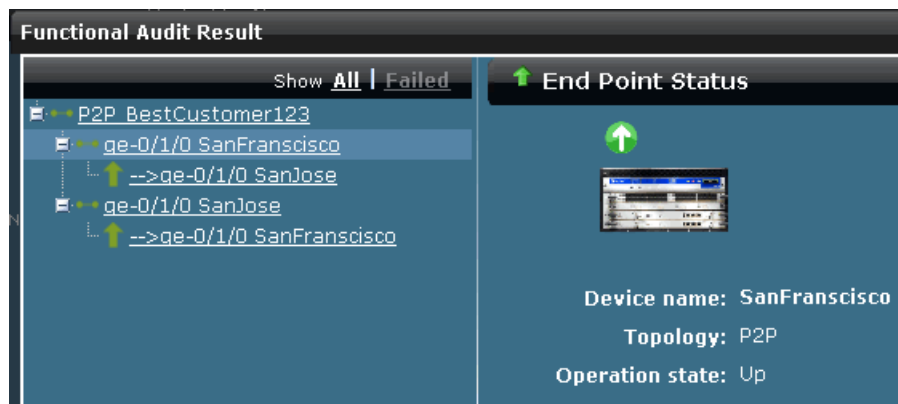 Functional Audit Result
Show All | Failed
P2P_BestCustomer123
ge-0/1/0 SanFranscisco
-->ge-0/1/0 SanJose
ge-0/1/0 SanJose
-->ge-0/1/0 SanFranscisco
End Point Status
Device name: SanFranscisco
Topology: P2P
Operation state: Up